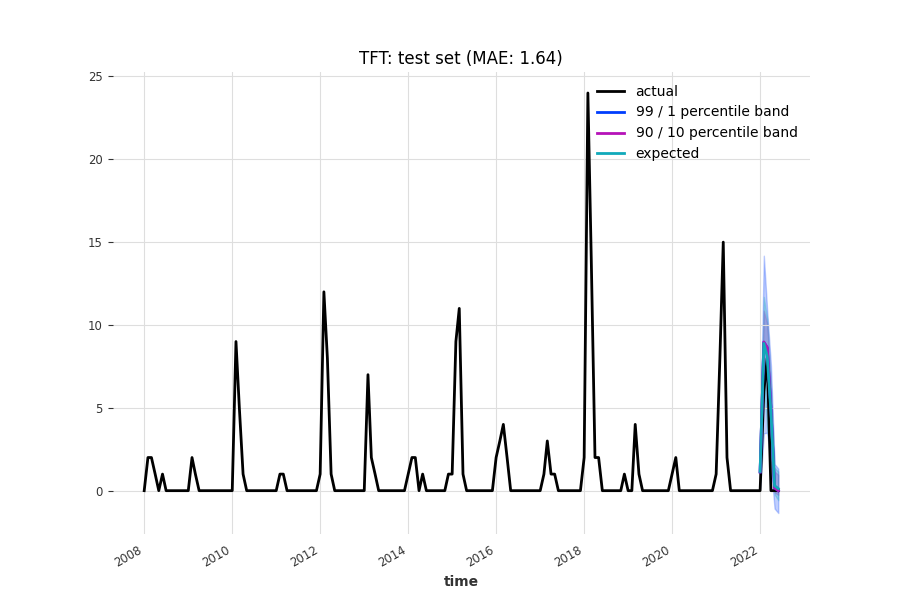 TFT: test set (MAE: 1.64)
25
20
15
10
5
0
actual
99 / 1 percentile band
90 / 10 percentile band
expected
2008
2010
2012
2014
2016
2018
2020
2022
time